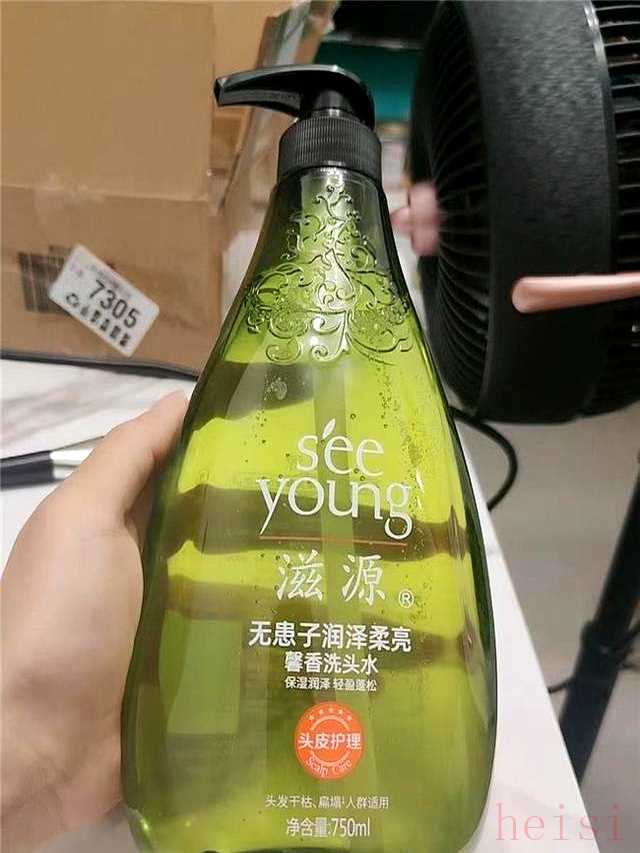 7305
s'ee
young
滋源®
无患子润泽柔亮
馨香洗头水
保湿润泽 轻盈蓬松
头皮护理
Scalp Care
头发干枯、扁塌¹人群适用
净含量:750ml
heisi